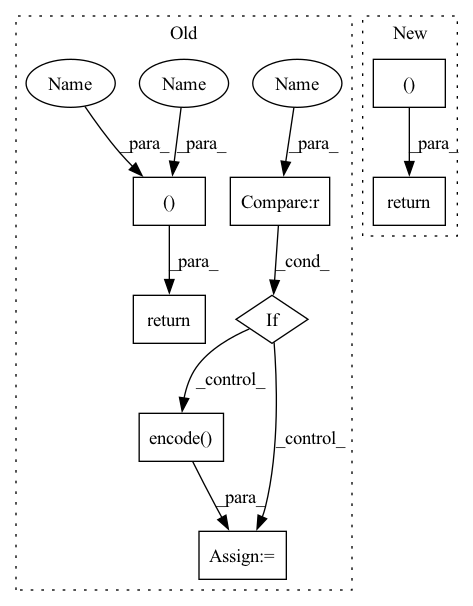 Old
New
Name
Name
Name
()
_para_
_para_
_para_
_para_
()
Compare:r
return
_para_
_cond_
return
If
_control_
encode()
_control_
_para_
Assign:=